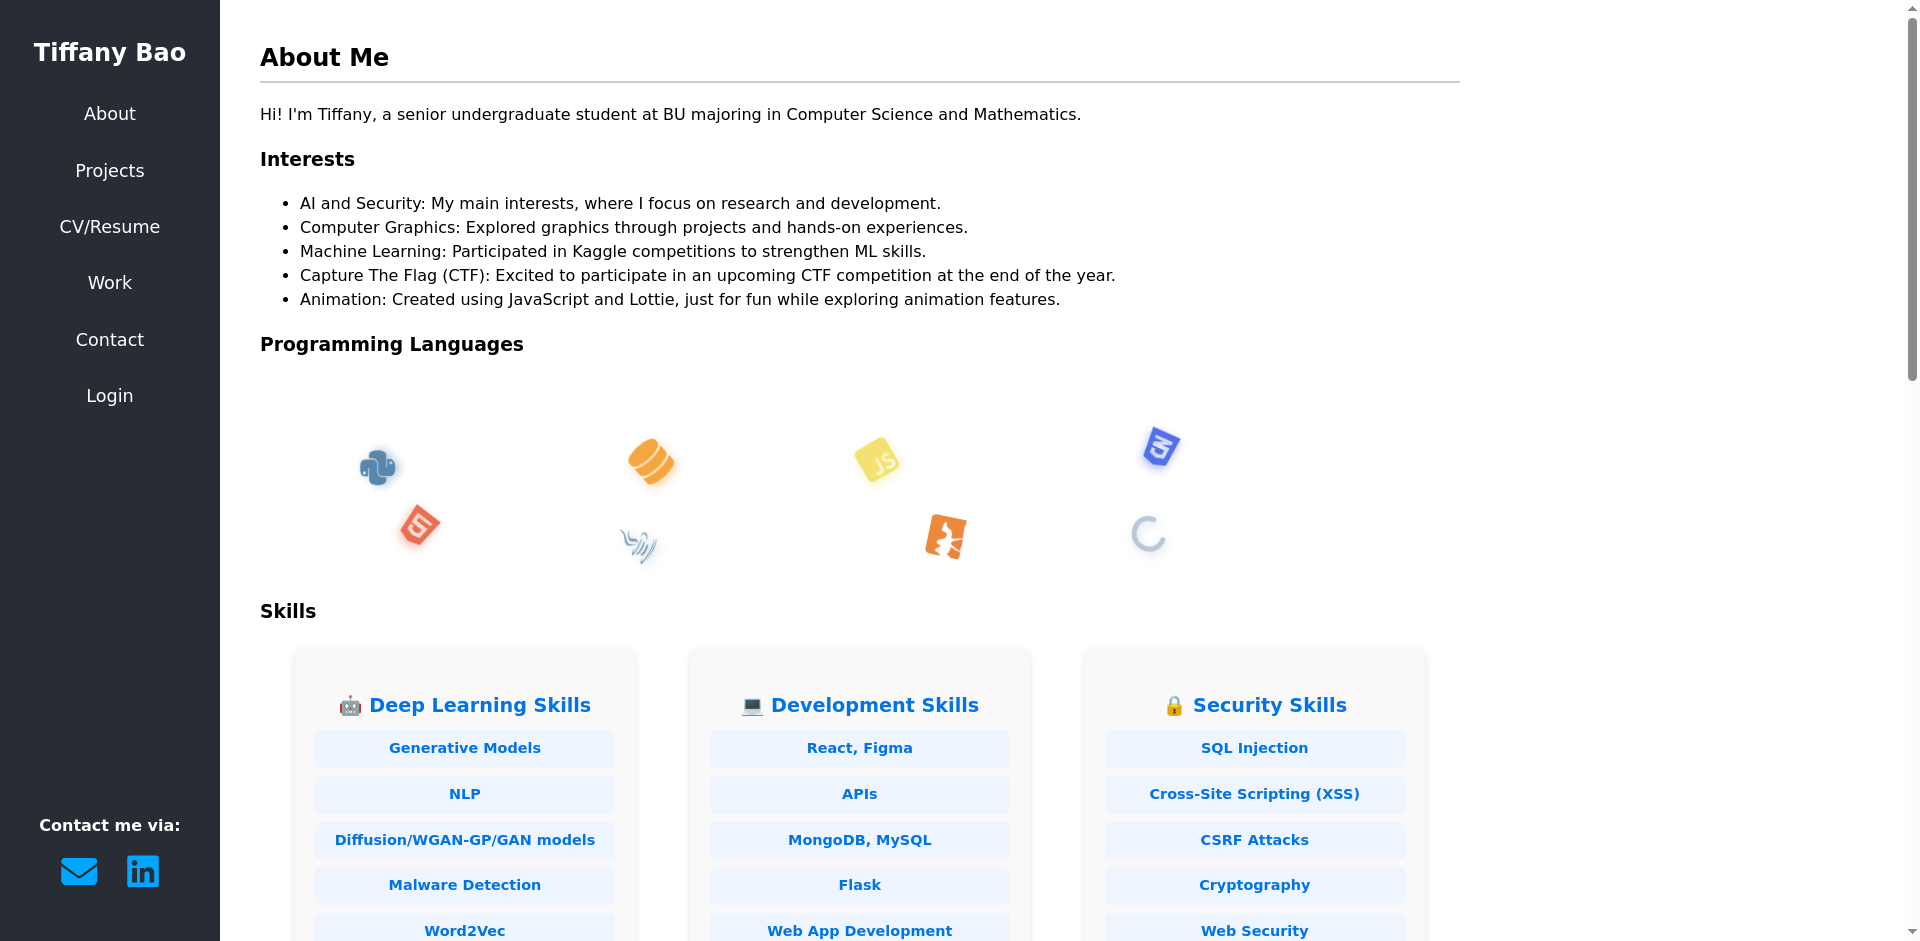 Tiffany Bao
About
Projects
CV/Resume
Work
Contact
Login
Contact me via:
About Me
Hi! I'm Tiffany, a senior undergraduate student at BU majoring in Computer Science and Mathematics.
Interests
AI and Security: My main interests, where I focus on research and development.
Computer Graphics: Explored graphics through projects and hands-on experiences.
Machine Learning: Participated in Kaggle competitions to strengthen ML skills.
Capture The Flag (CTF): Excited to participate in an upcoming CTF competition at the end of the year.
Animation: Created using JavaScript and Lottie, just for fun while exploring animation features.
Programming Languages
JS
Skills
🤖 Deep Learning Skills
Generative Models
NLP
Diffusion/WGAN-GP/GAN models
Malware Detection
Word2Vec
💻 Development Skills
React, Figma
APIs
MongoDB, MySQL
Flask
Web App Development
🔒 Security Skills
SQL Injection
Cross-Site Scripting (XSS)
CSRF Attacks
Cryptography
Web Security